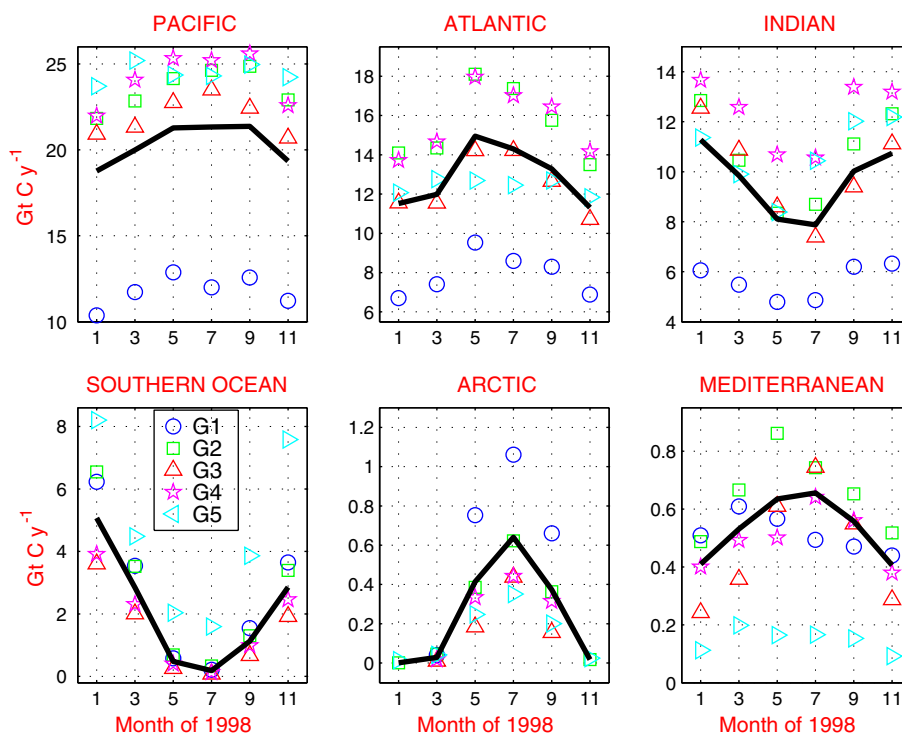 PACIFIC
ATLANTIC
INDIAN
Gt C y-1
25
20
15
10
1 3 5 7 9 11
18
16
14
12
10
8
6
1 3 5 7 9 11
14
12
10
8
6
4
1 3 5 7 9 11
SOUTHERN OCEAN
ARCTIC
MEDITERRANEAN
Gt C y-1
8
6
4
2
0
G1
G2
G3
G4
G5
1 3 5 7 9 11
Month of 1998
1.2
1
0.8
0.6
0.4
0.2
0
1 3 5 7 9 11
Month of 1998
0.8
0.6
0.4
0.2
0
1 3 5 7 9 11
Month of 1998